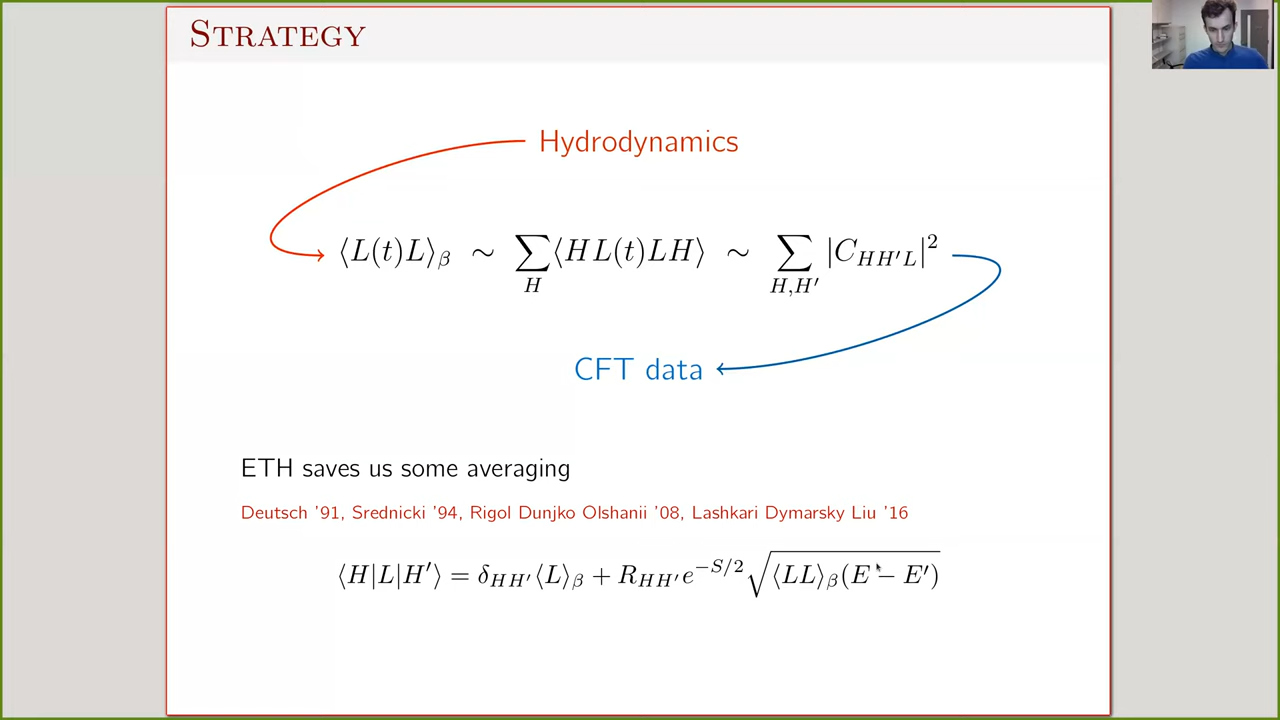 STRATEGY
Hydrodynamics
⟨L(t)L⟩_β ∼ ∑_H ⟨HL(t)LH⟩ ∼ ∑_{H,H′} |C_{HH′L}|²
CFT data
ETH saves us some averaging
Deutsch '91, Srednicki '94, Rigol Dunjko Olshanii '08, Lashkari Dymarsky Liu '16
⟨H|L|H′⟩ = δ_{HH′}⟨L⟩_β + R_{HH′}e^{−S/2}√(⟨LL⟩_β(E − E′))